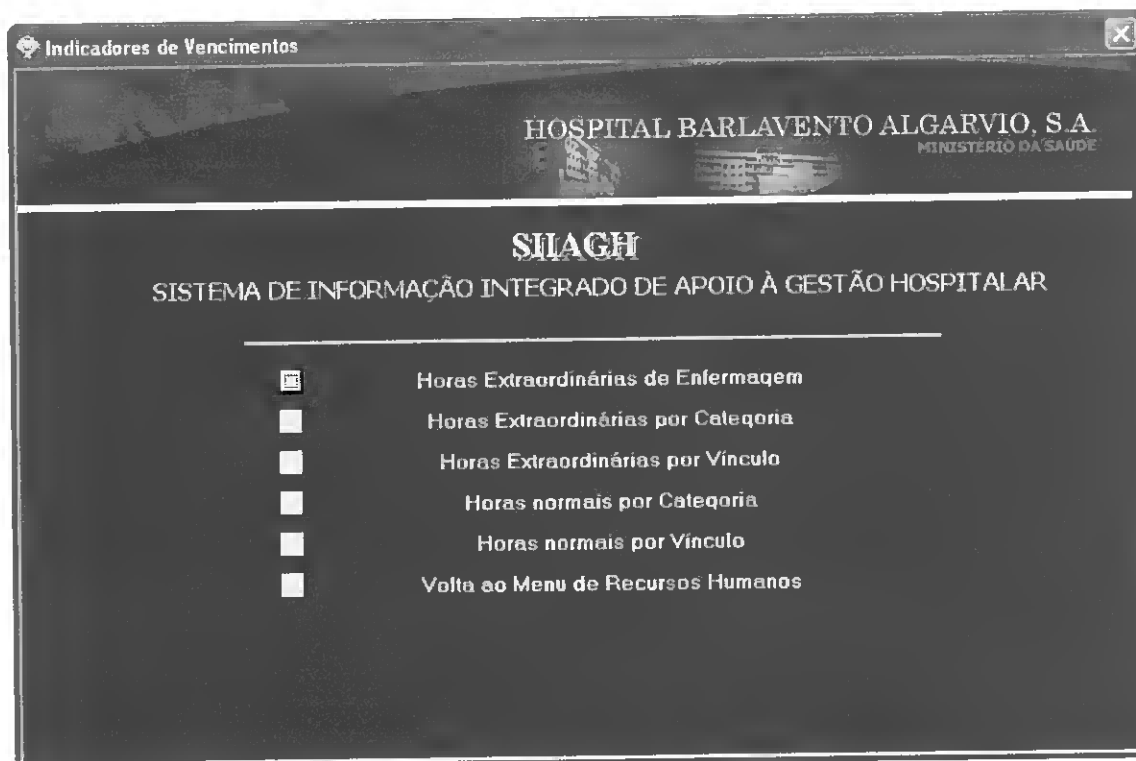 Indicadores de Vencimentos
HOSPITAL BARLAVENTO ALGARVIO, S.A.
MINISTÉRIO DA SAÚDE
SIIAGH
SISTEMA DE INFORMAÇÃO INTEGRADO DE APOIO À GESTÃO HOSPITALAR
Horas Extraordinárias de Enfermagem
Horas Extraordinárias por Categoria
Horas Extraordinárias por Vínculo
Horas normais por Categoria
Horas normais por Vínculo
Volta ao Menu de Recursos Humanos